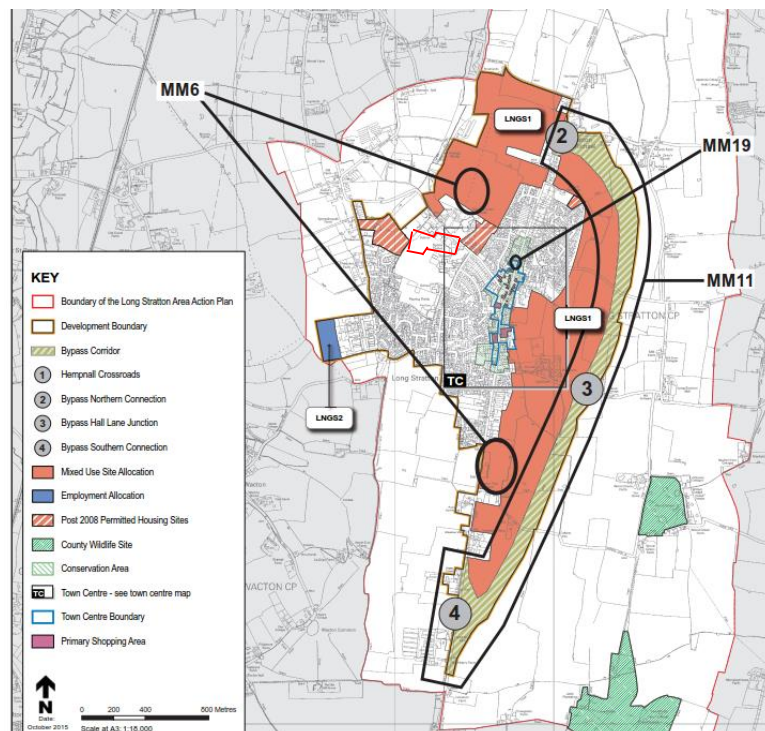 MM6
LNGS1
2
MM19
MM11
LNGS1
STRATTON CP
3
TC
Long Stratton
LNGS2
4
Wacton
WACTON CP
KEY
Boundary of the Long Stratton Area Action Plan
Development Boundary
Bypass Corridor
1 Hempnall Crossroads
2 Bypass Northern Connection
3 Bypass Hall Lane Junction
4 Bypass Southern Connection
Mixed Use Site Allocation
Employment Allocation
Post 2008 Permitted Housing Sites
County Wildlife Site
Conservation Area
TC Town Centre - see town centre map
Town Centre Boundary
Primary Shopping Area
N
Date:
October 2015
0 200 400 800 Metres
Scale at A3: 1:18,000